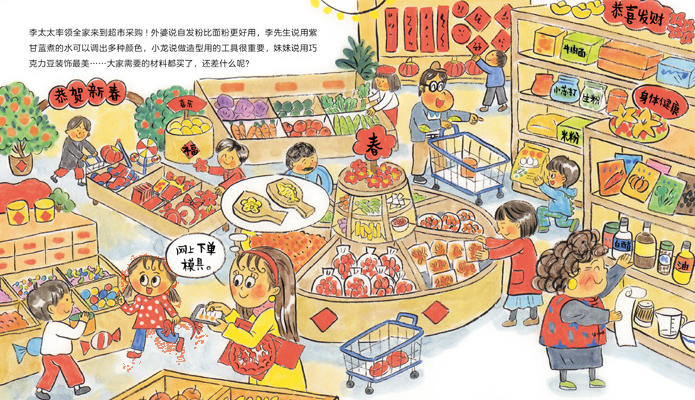 李太太率领全家来到超市采购！外婆说自发粉比面粉更好用，李先生说用紫
甘蓝煮的水可以调出多种颜色，小龙说做造型用的工具很重要，妹妹说用巧
克力豆装饰最美……大家需要的材料都买了，还差什么呢？
恭喜发财
恭贺新春
身体健康
春
福
小苏打
生粉
米粉
网上下单
模具。
白醋
油